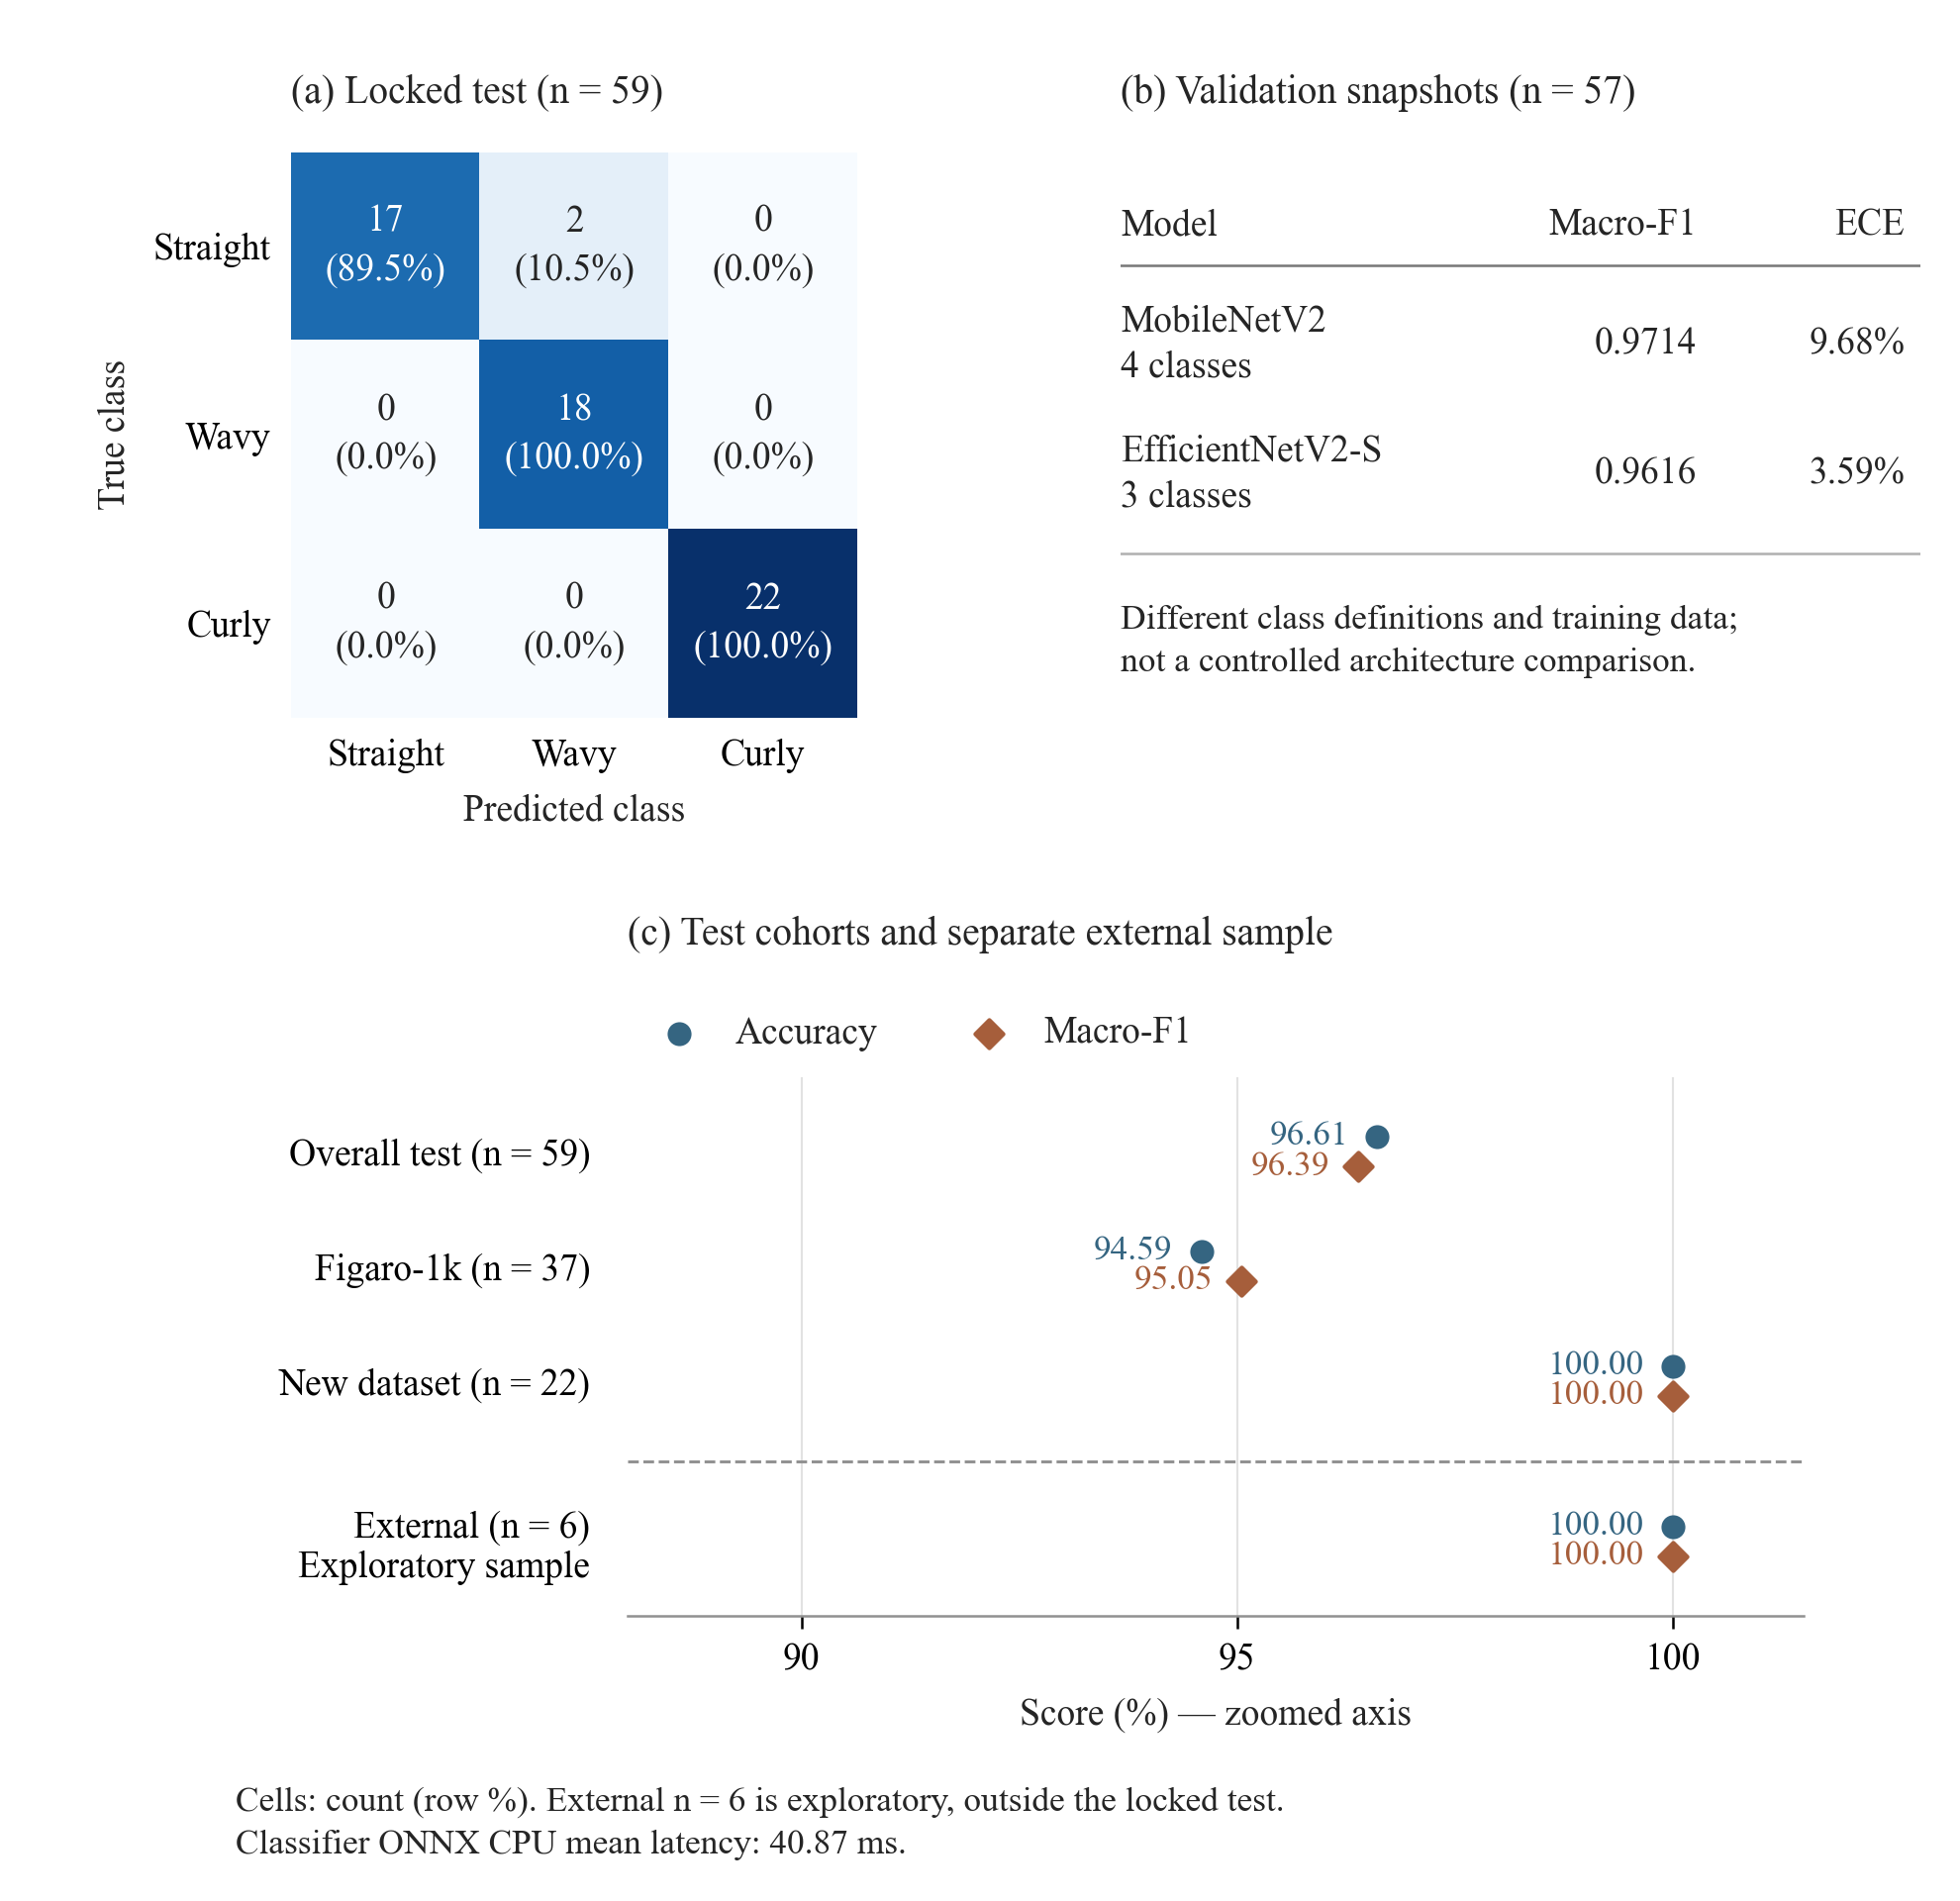 (a) Locked test (n = 59)
True class
Straight
17
(89.5%)
2
(10.5%)
0
(0.0%)
Wavy
0
(0.0%)
18
(100.0%)
0
(0.0%)
Curly
0
(0.0%)
0
(0.0%)
22
(100.0%)
Straight Wavy Curly
Predicted class
(b) Validation snapshots (n = 57)
Model Macro-F1 ECE
MobileNetV2
4 classes
0.9714 9.68%
EfficientNetV2-S
3 classes
0.9616 3.59%
Different class definitions and training data;
not a controlled architecture comparison.
(c) Test cohorts and separate external sample
Accuracy Macro-F1
Overall test (n = 59)
96.61
96.39
Figaro-1k (n = 37)
94.59
95.05
New dataset (n = 22)
100.00
100.00
External (n = 6)
Exploratory sample
100.00
100.00
90 95 100
Score (%) — zoomed axis
Cells: count (row %). External n = 6 is exploratory, outside the locked test.
Classifier ONNX CPU mean latency: 40.87 ms.